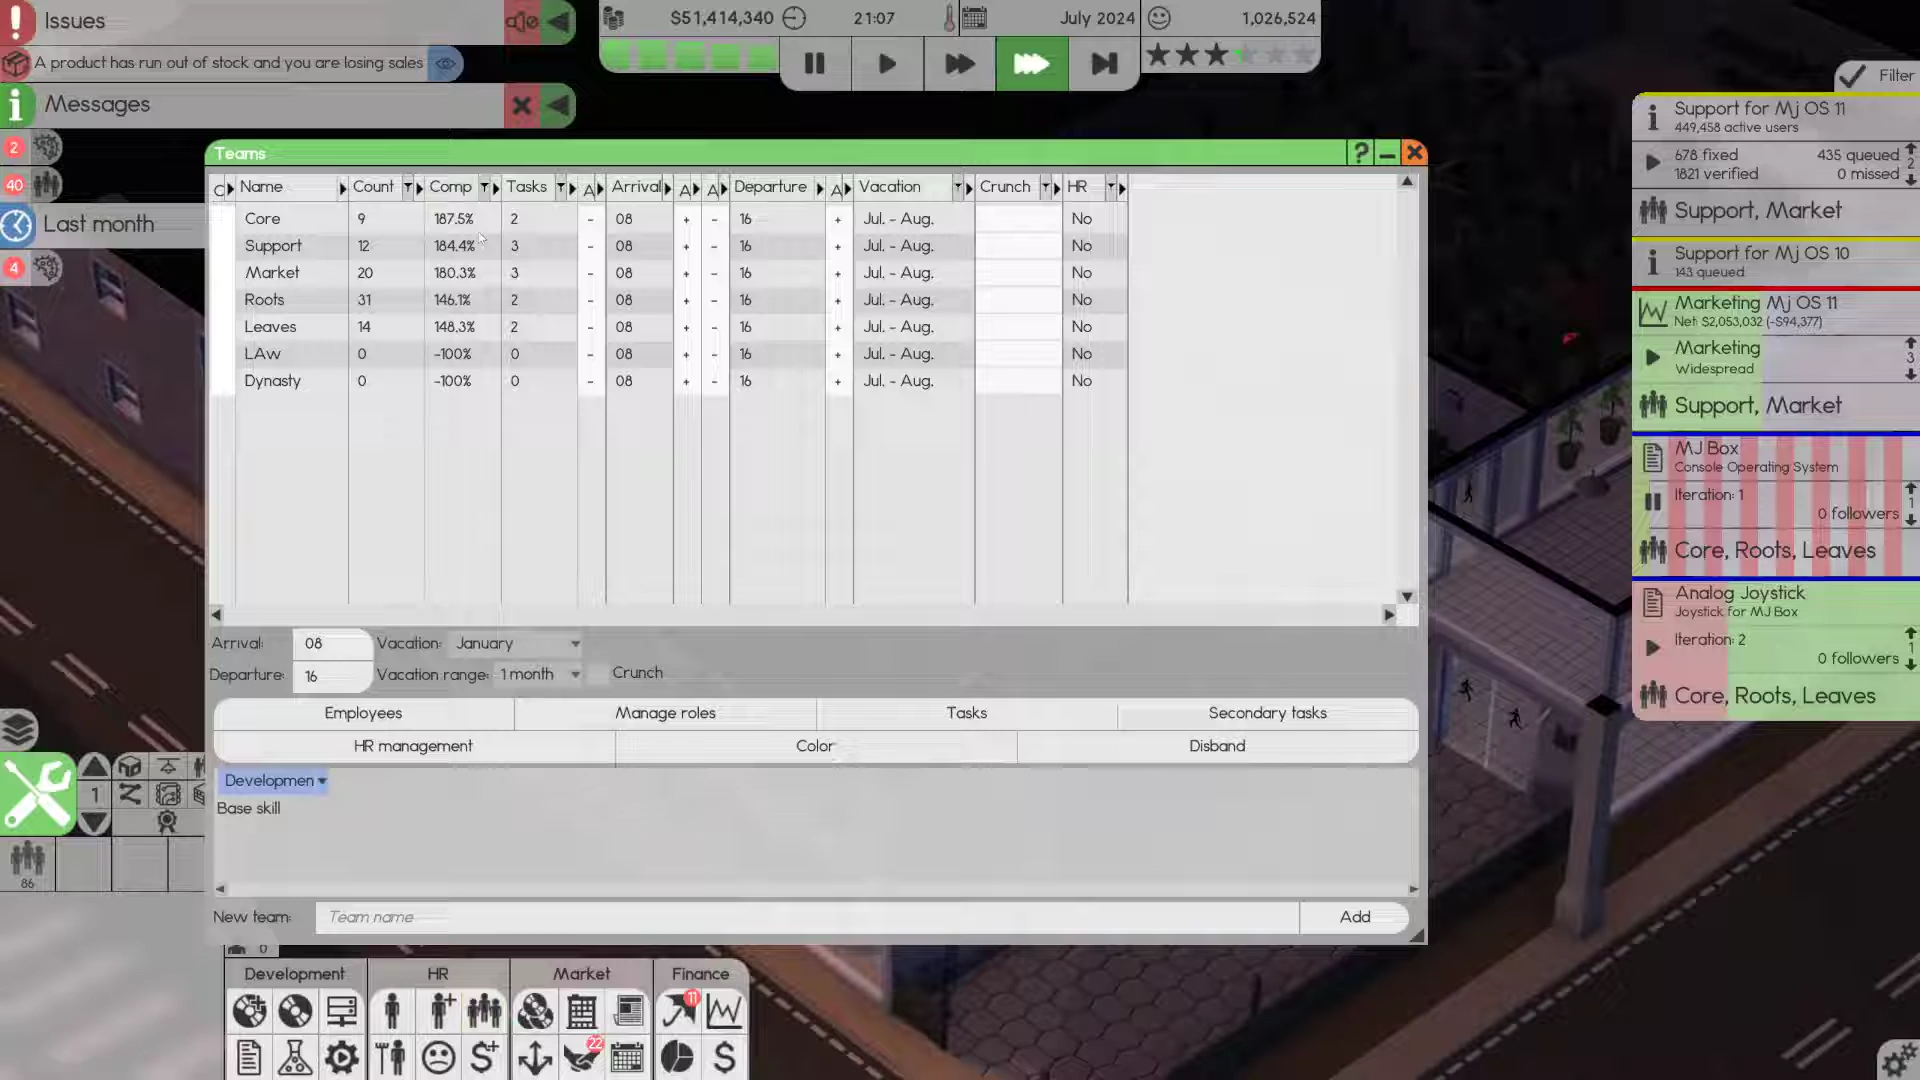 Issues
A product has run out of stock and you are losing sales
Messages
2
40
Last month
4
$51,414,340
21:07
July 2024
1,026,524
Filter
Teams
?
C Name Count Comp Tasks A Arrival A A Departure A Vacation Crunch HR
Core 9 187.5% 2 - 08 + - 16 + Jul. - Aug. No
Support 12 184.4% 3 - 08 + - 16 + Jul. - Aug. No
Market 20 180.3% 3 - 08 + - 16 + Jul. - Aug. No
Roots 31 146.1% 2 - 08 + - 16 + Jul. - Aug. No
Leaves 14 148.3% 2 - 08 + - 16 + Jul. - Aug. No
LAw 0 -100% 0 - 08 + - 16 + Jul. - Aug. No
Dynasty 0 -100% 0 - 08 + - 16 + Jul. - Aug. No
Arrival: 08 Vacation: January
Departure: 16 Vacation range: 1 month Crunch
Employees Manage roles Tasks Secondary tasks
HR management Color Disband
Developmen
Base skill
New team: Team name Add
Support for Mj OS 11
449,458 active users
678 fixed 435 queued
1821 verified 0 missed
2
Support, Market
Support for Mj OS 10
143 queued
Marketing Mj OS 11
Net: $2,053,032 (-$94,377)
Marketing
Widespread
3
Support, Market
MJ Box
Console Operating System
Iteration: 1
0 followers
1
Core, Roots, Leaves
Analog Joystick
Joystick for MJ Box
Iteration: 2
0 followers
1
Core, Roots, Leaves
1
86
0
Development HR Market Finance
11
22